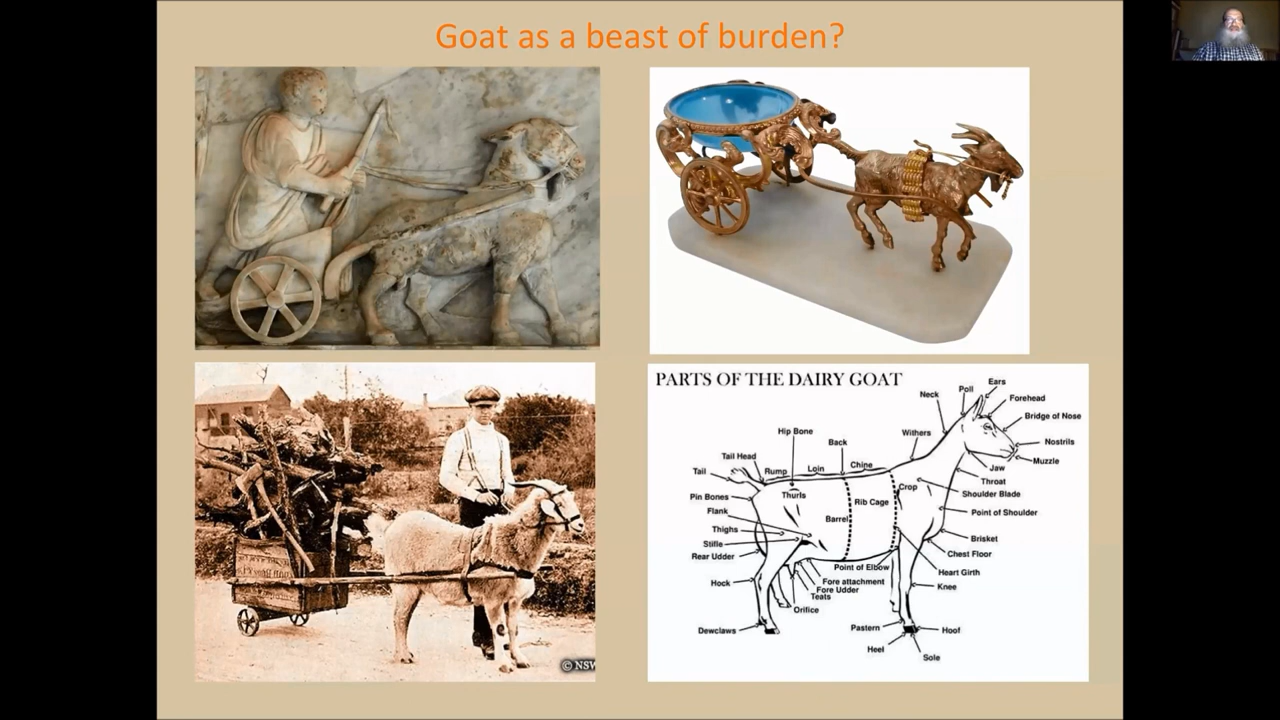 Goat as a beast of burden?
© NSW
PARTS OF THE DAIRY GOAT
Ears
Poll
Forehead
Neck
Bridge of Nose
Hip Bone
Withers
Nostrils
Back
Muzzle
Tail Head
Chine
Jaw
Tail
Rump
Loin
Throat
Crop
Shoulder Blade
Pin Bones
Thurls
Rib Cage
Flank
Point of Shoulder
Barrel
Thighs
Brisket
Stifle
Chest Floor
Rear Udder
Point of Elbow
Heart Girth
Hock
Fore attachment
Knee
Fore Udder
Teats
Orifice
Dewclaws
Pastern
Hoof
Heel
Sole